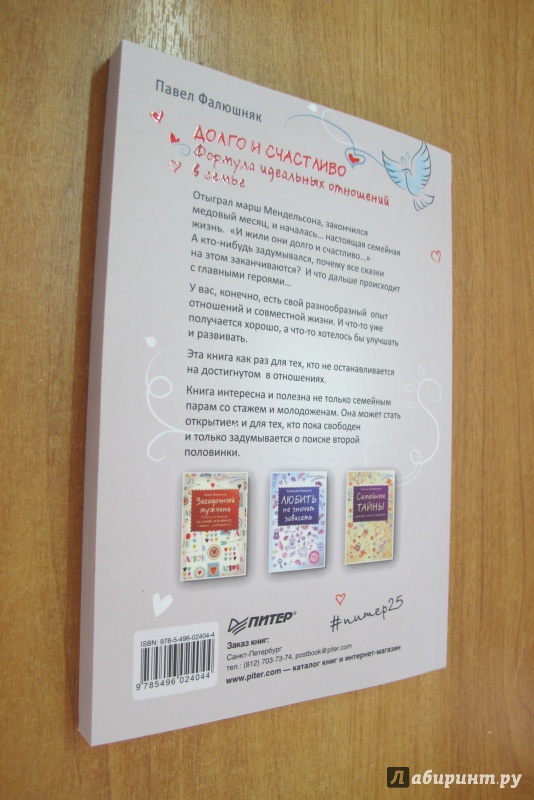 Павел Фалюшняк
ДОЛГО И СЧАСТЛИВО
Формула идеальных отношений
в семье
Отыграл марш Мендельсона, закончился
медовый месяц, и началась... настоящая семейная
жизнь. «И жили они долго и счастливо...»
А кто-нибудь задумывался, почему все сказки
на этом заканчиваются? И что дальше происходит
с главными героями...
У вас, конечно, есть свой разнообразный опыт
отношений и совместной жизни. И что-то уже
получается хорошо, а что-то хотелось бы улучшать
и развивать.
Эта книга как раз для тех, кто не останавливается
на достигнутом в отношениях.
Книга интересна и полезна не только семейным
парам со стажем и молодоженам. Она может стать
открытием и для тех, кто пока свободен
и только задумывается о поиске второй
половинки.
Загадочный
мужчина
ЛЮБИТЬ
не значит
зависеть
Семейные
ТАЙНЫ
ПИТЕР
#питер25
Заказ книг:
Санкт-Петербург
тел.: (812) 703-73-74, postbook@piter.com
www.piter.com — каталог книг и интернет-магазин
ISBN: 978-5-496-02404-4
9785496024044
Лабиринт.ру